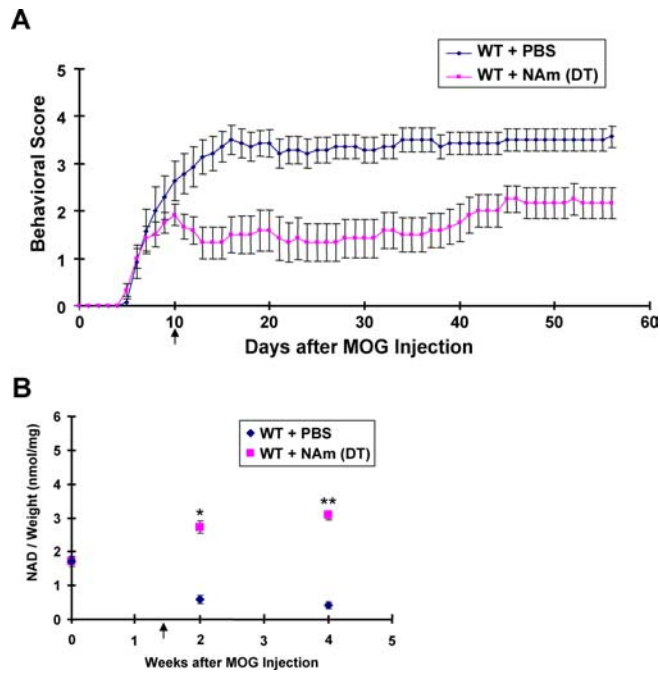 A
WT + PBS
WT + NAm (DT)
5
4
3
2
1
0
Behavioral Score
0 10 20 30 40 50 60
Days after MOG Injection
B
WT + PBS
WT + NAm (DT)
6
5
4
3
2
1
0
NAD / Weight (nmol/mg)
*
**
0 1 2 3 4 5
Weeks after MOG Injection